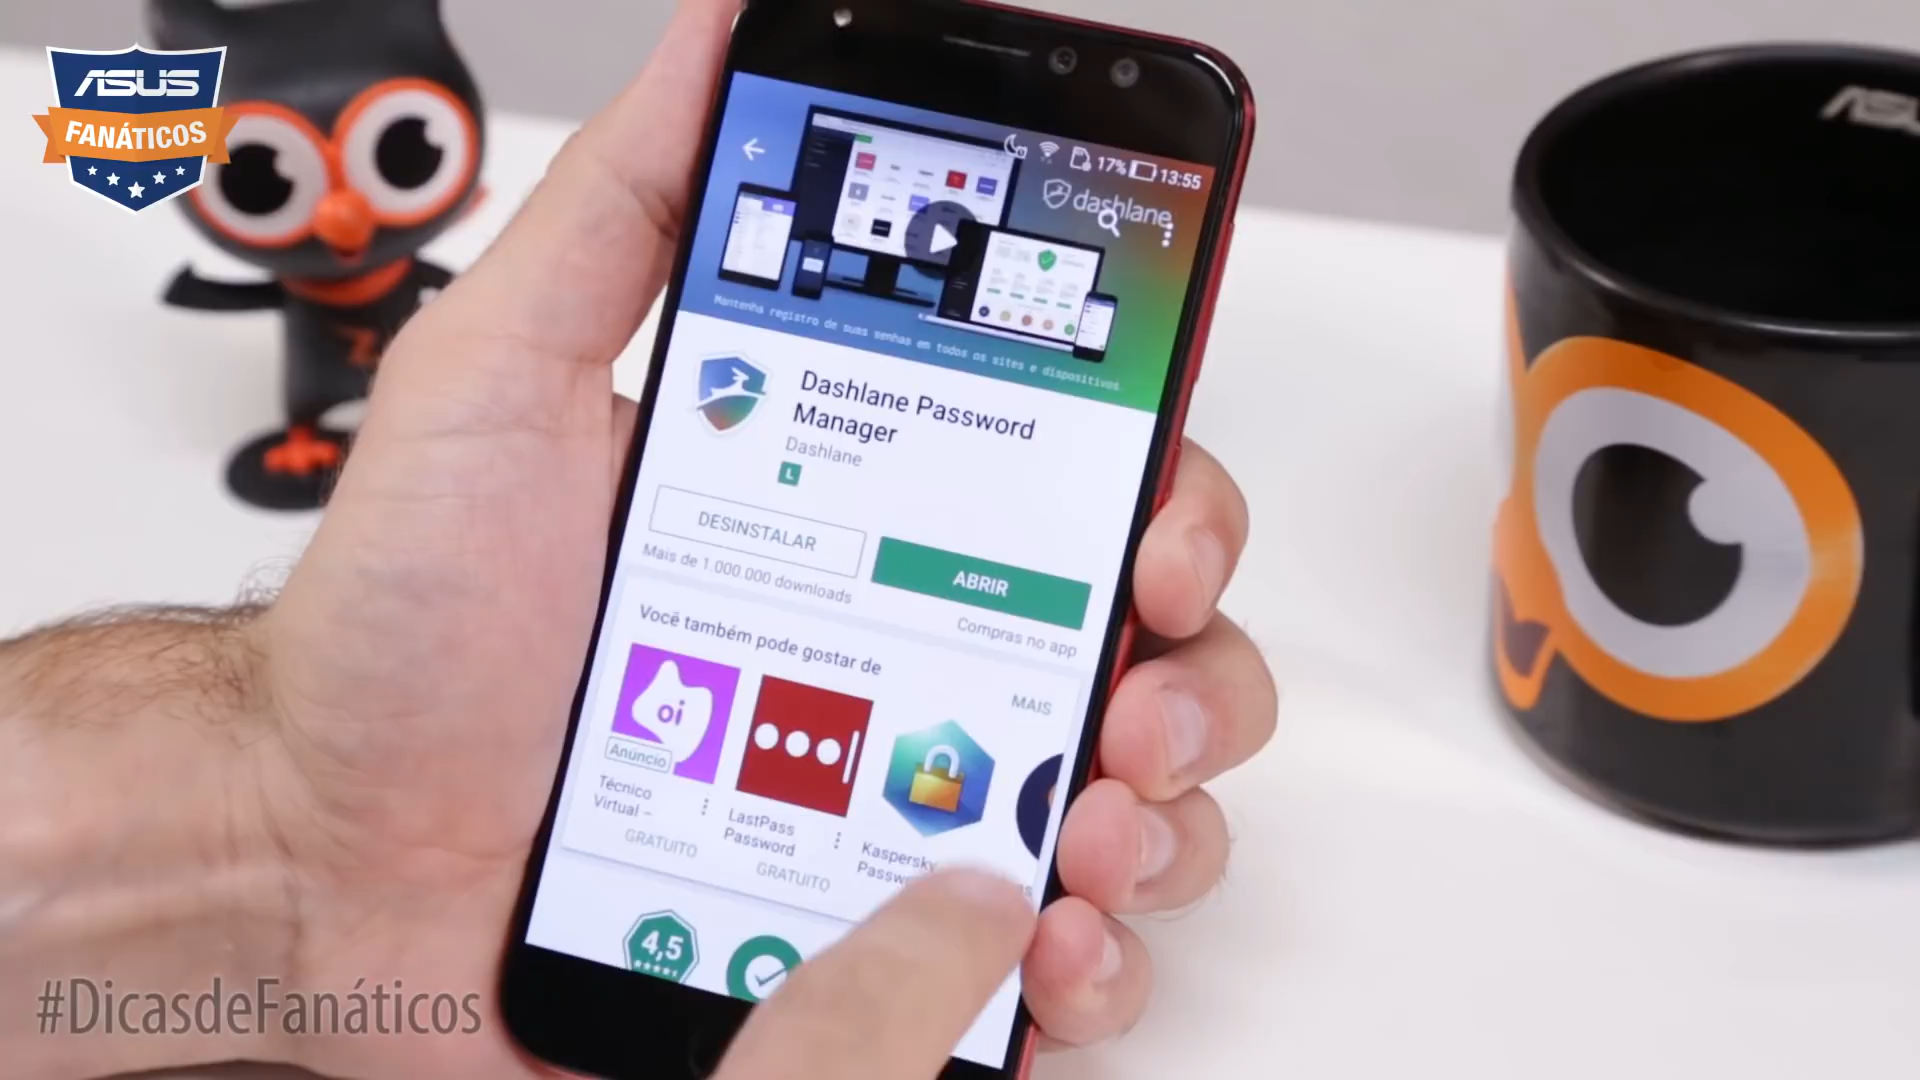 ASUS
FANÁTICOS
17% 13:55
dashlane
Mantenha registro de suas senhas em todos os sites e dispositivos.
Dashlane Password
Manager
Dashlane
L
DESINSTALAR
ABRIR
Mais de 1.000.000 downloads
Compras no app
Você também pode gostar de
MAIS
oi
Anúncio
Técnico
Virtual –
GRATUITO
LastPass
Password
GRATUITO
Kaspersky
4,5
#DicasdeFanáticos